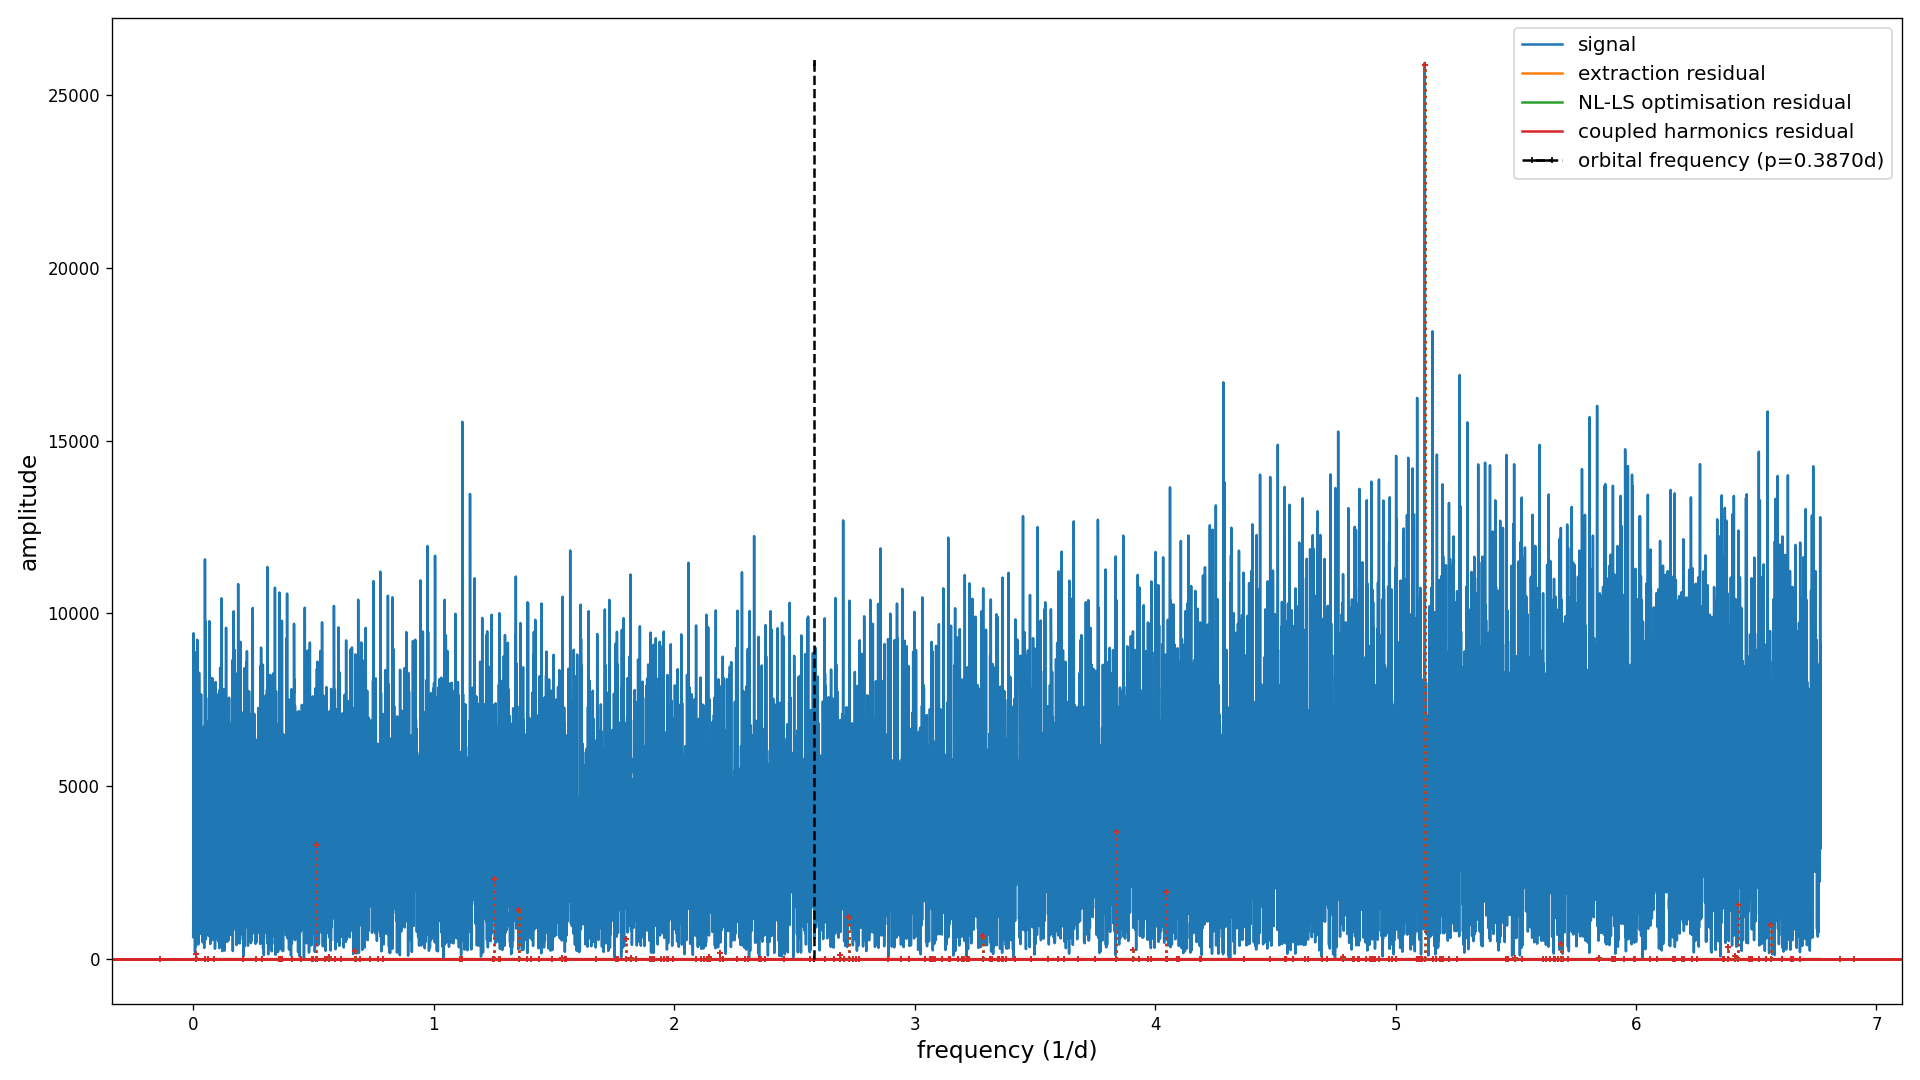 signal
extraction residual
NL-LS optimisation residual
coupled harmonics residual
orbital frequency (p=0.3870d)
25000
20000
15000
10000
5000
0
amplitude
0 1 2 3 4 5 6 7
frequency (1/d)